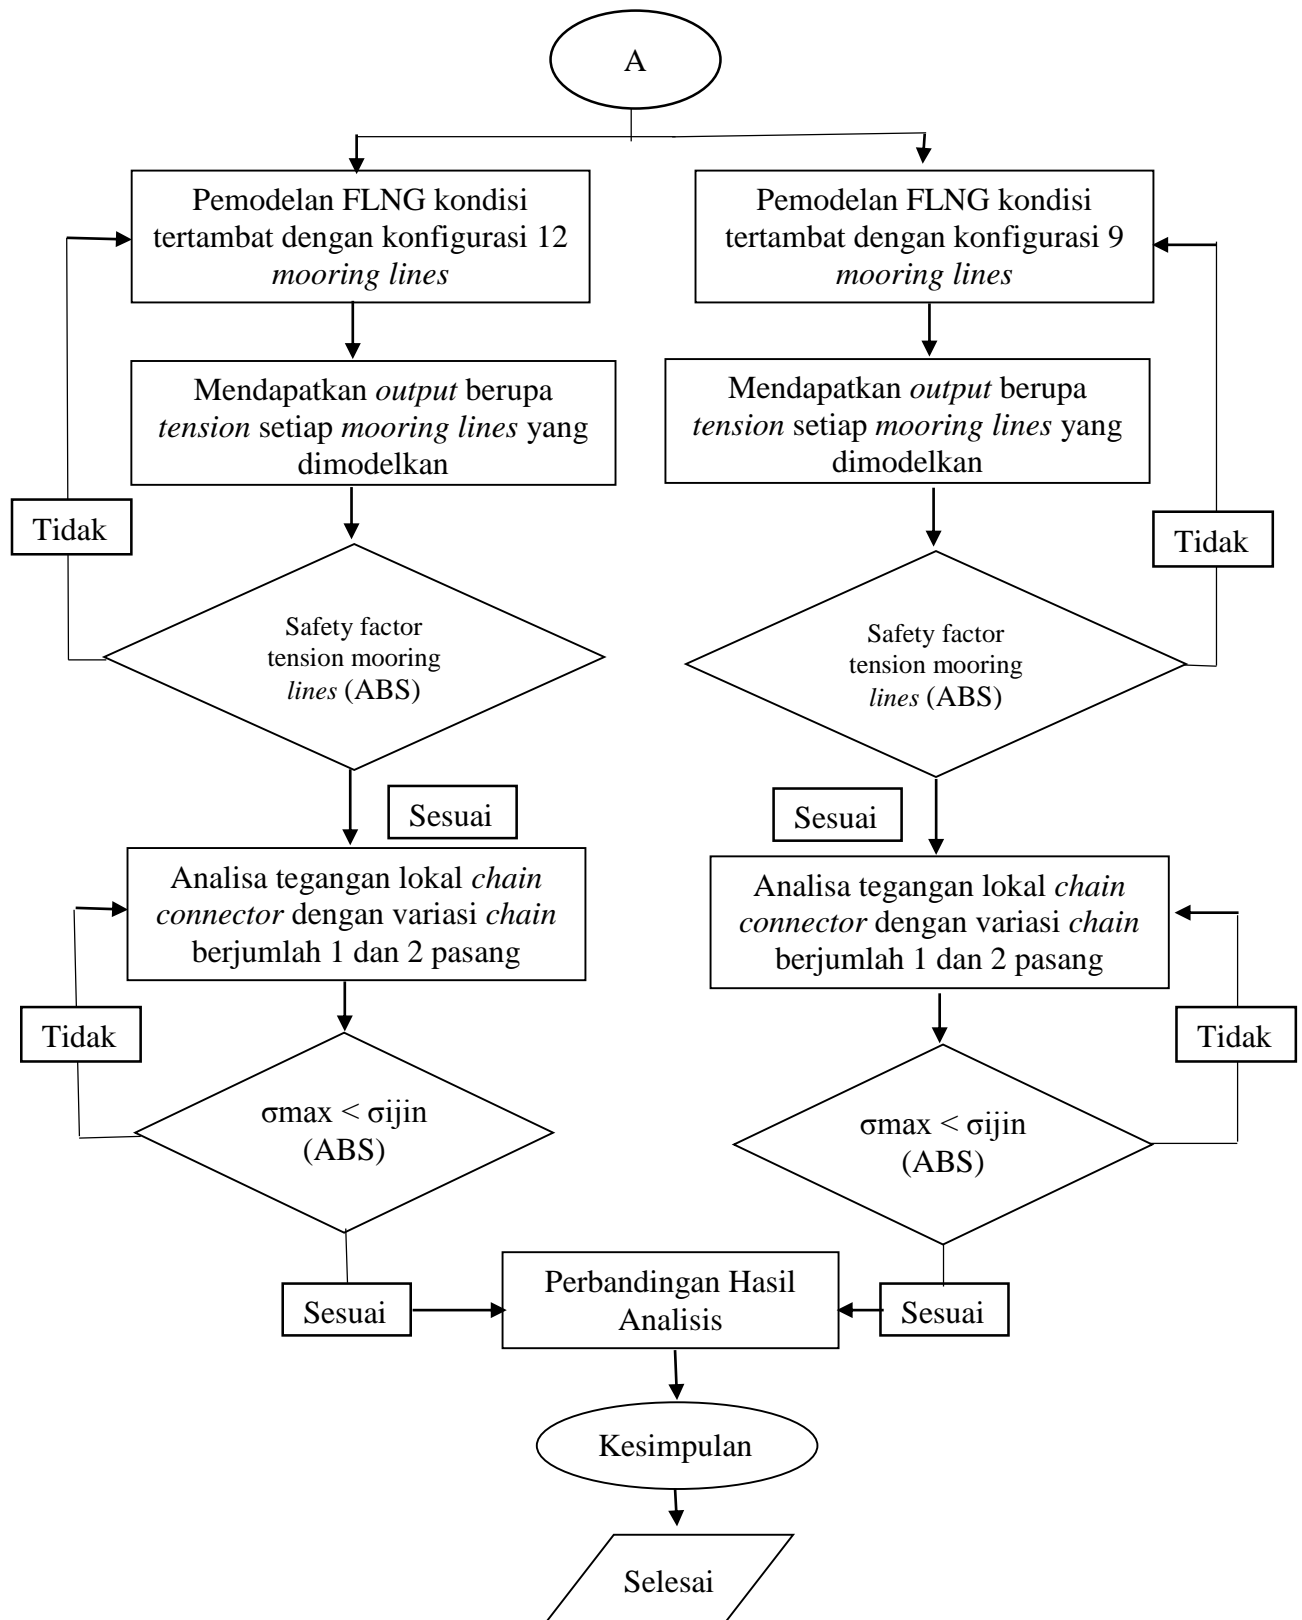 A
Pemodelan FLNG kondisi
tertambat dengan konfigurasi 12
mooring lines
Pemodelan FLNG kondisi
tertambat dengan konfigurasi 9
mooring lines
Mendapatkan output berupa
tension setiap mooring lines yang
dimodelkan
Mendapatkan output berupa
tension setiap mooring lines yang
dimodelkan
Tidak
Tidak
Safety factor
tension mooring
lines (ABS)
Safety factor
tension mooring
lines (ABS)
Sesuai
Sesuai
Analisa tegangan lokal chain
connector dengan variasi chain
berjumlah 1 dan 2 pasang
Analisa tegangan lokal chain
connector dengan variasi chain
berjumlah 1 dan 2 pasang
Tidak
Tidak
σmax < σijin
(ABS)
σmax < σijin
(ABS)
Sesuai
Perbandingan Hasil
Analisis
Sesuai
Kesimpulan
Selesai